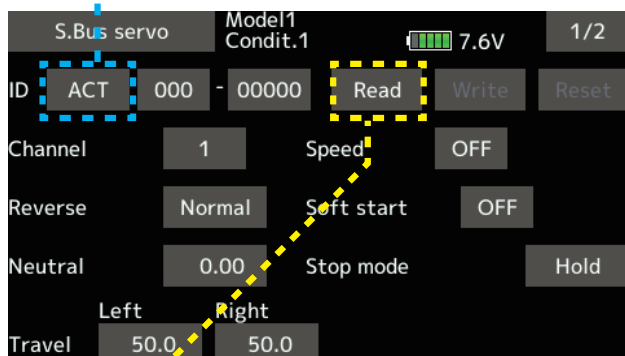 S.Bus servo Model1 Condit.1 7.6V 1/2
ID ACT 000 - 00000 Read Write Reset
Channel 1 Speed OFF
Reverse Normal Soft start OFF
Neutral 0.00 Stop mode Hold
Left Right
Travel 50.0 50.0